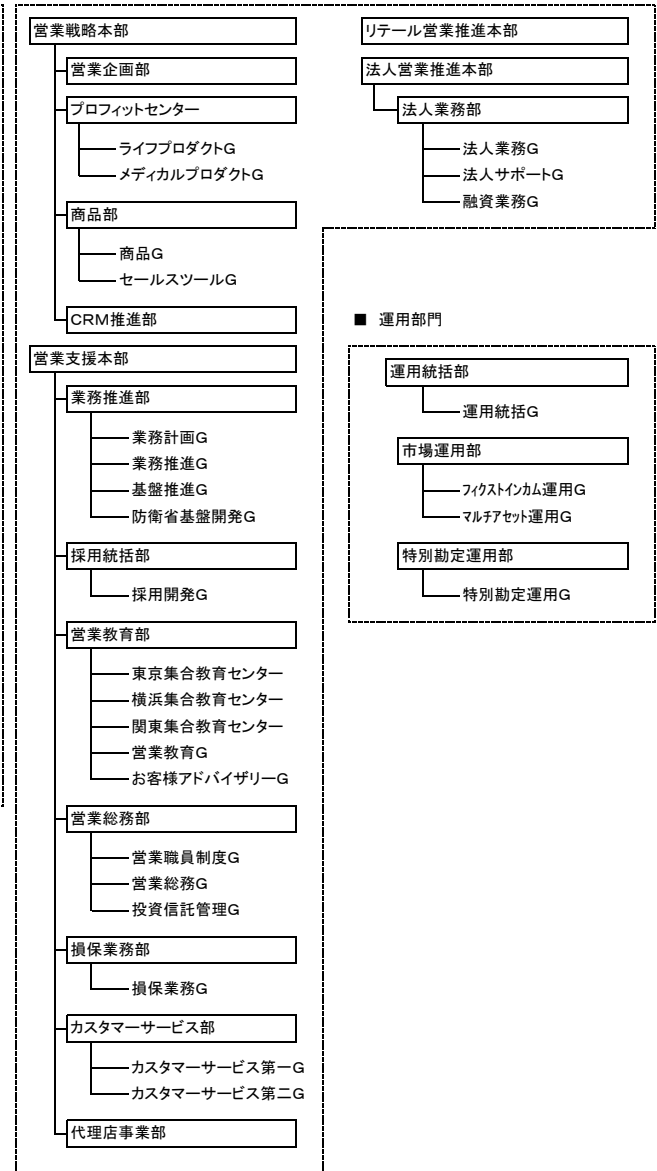 営業戦略本部
営業企画部
プロフィットセンター
ライフプロダクトG
メディカルプロダクトG
商品部
商品G
セールスツールG
CRM推進部
営業支援本部
業務推進部
業務計画G
業務推進G
基盤推進G
防衛省基盤開発G
採用統括部
採用開発G
営業教育部
東京集合教育センター
横浜集合教育センター
関東集合教育センター
営業教育G
お客様アドバイザリーG
営業総務部
営業職員制度G
営業総務G
投資信託管理G
損保業務部
損保業務G
カスタマーサービス部
カスタマーサービス第一G
カスタマーサービス第二G
代理店事業部
リテール営業推進本部
法人営業推進本部
法人業務部
法人業務G
法人サポートG
融資業務G
■ 運用部門
運用統括部
運用統括G
市場運用部
フィクストインカム運用G
マルチアセット運用G
特別勘定運用部
特別勘定運用G